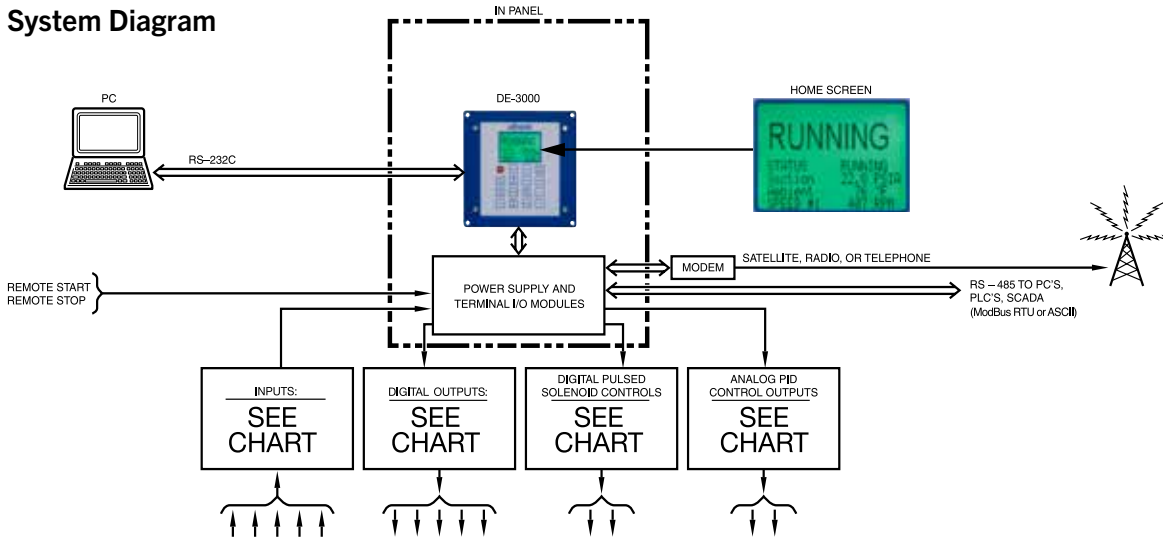 System Diagram
IN PANEL
PC
DE-3000
HOME SCREEN
RUNNING
RS–232C
RUNNING
STATUS RUNNING
SPEED #1
MODEM
SATELLITE, RADIO, OR TELEPHONE
REMOTE START
REMOTE STOP
POWER SUPPLY AND
TERMINAL I/O MODULES
RS – 485 TO PC'S,
PLC'S, SCADA
(ModBus RTU or ASCII)
INPUTS:
SEE
CHART
DIGITAL OUTPUTS:
SEE
CHART
DIGITAL PULSED
SOLENOID CONTROLS
SEE
CHART
ANALOG PID
CONTROL OUTPUTS
SEE
CHART